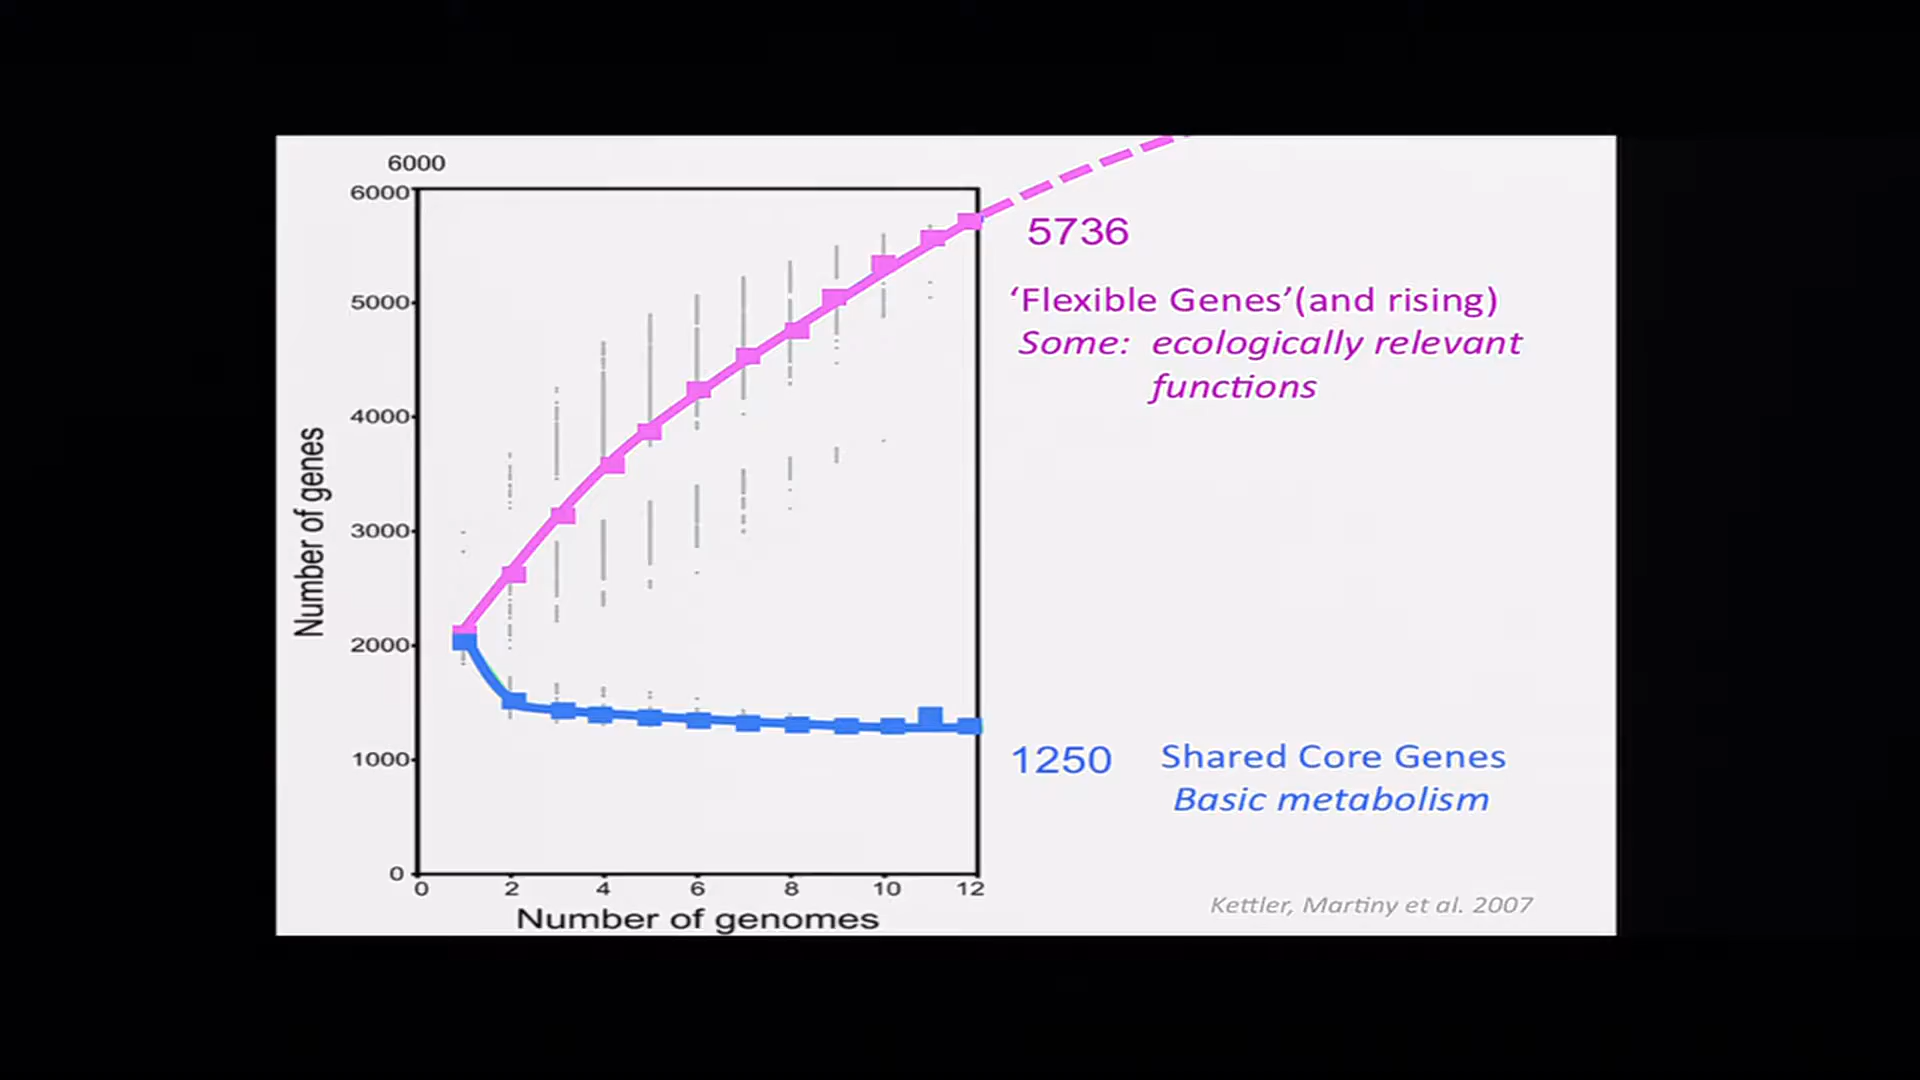 6000
6000
5000
4000
3000
2000
1000
0
0 2 4 6 8 10 12
Number of genes
Number of genomes
5736
‘Flexible Genes’(and rising)
Some: ecologically relevant
functions
1250 Shared Core Genes
Basic metabolism
Kettler, Martiny et al. 2007